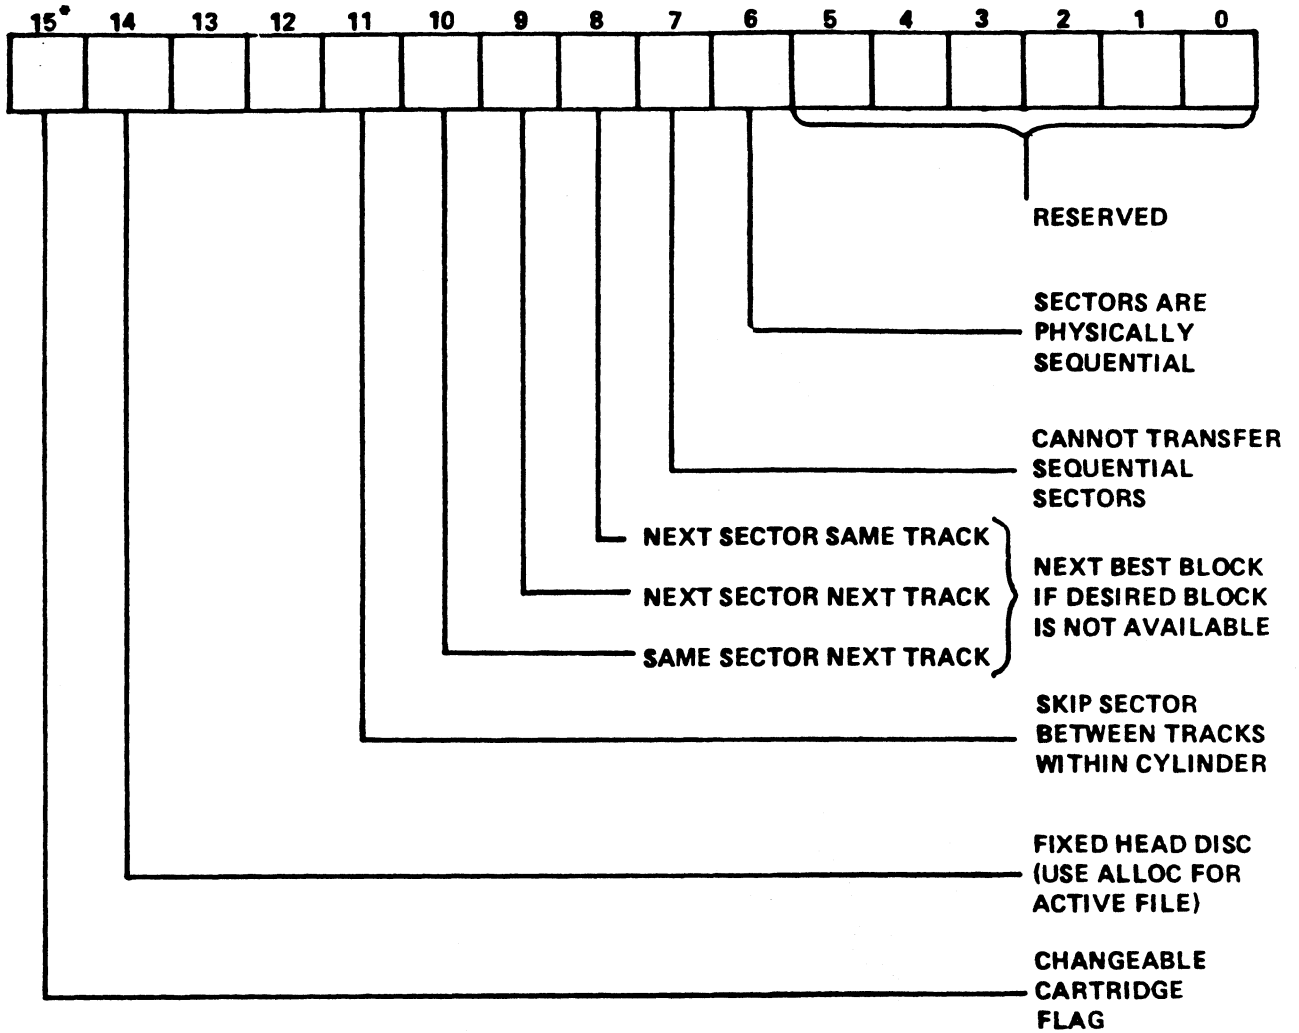 15* 14 13 12 11 10 9 8 7 6 5 4 3 2 1 0
RESERVED
SECTORS ARE
PHYSICALLY
SEQUENTIAL
CANNOT TRANSFER
SEQUENTIAL
SECTORS
NEXT SECTOR SAME TRACK
NEXT SECTOR NEXT TRACK
SAME SECTOR NEXT TRACK
NEXT BEST BLOCK
IF DESIRED BLOCK
IS NOT AVAILABLE
SKIP SECTOR
BETWEEN TRACKS
WITHIN CYLINDER
FIXED HEAD DISC
(USE ALLOC FOR
ACTIVE FILE)
CHANGEABLE
CARTRIDGE
FLAG